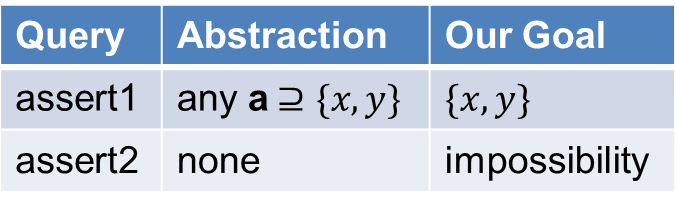 Query Abstraction Our Goal
assert1 any a ⊇ {x, y} {x, y}
assert2 none impossibility